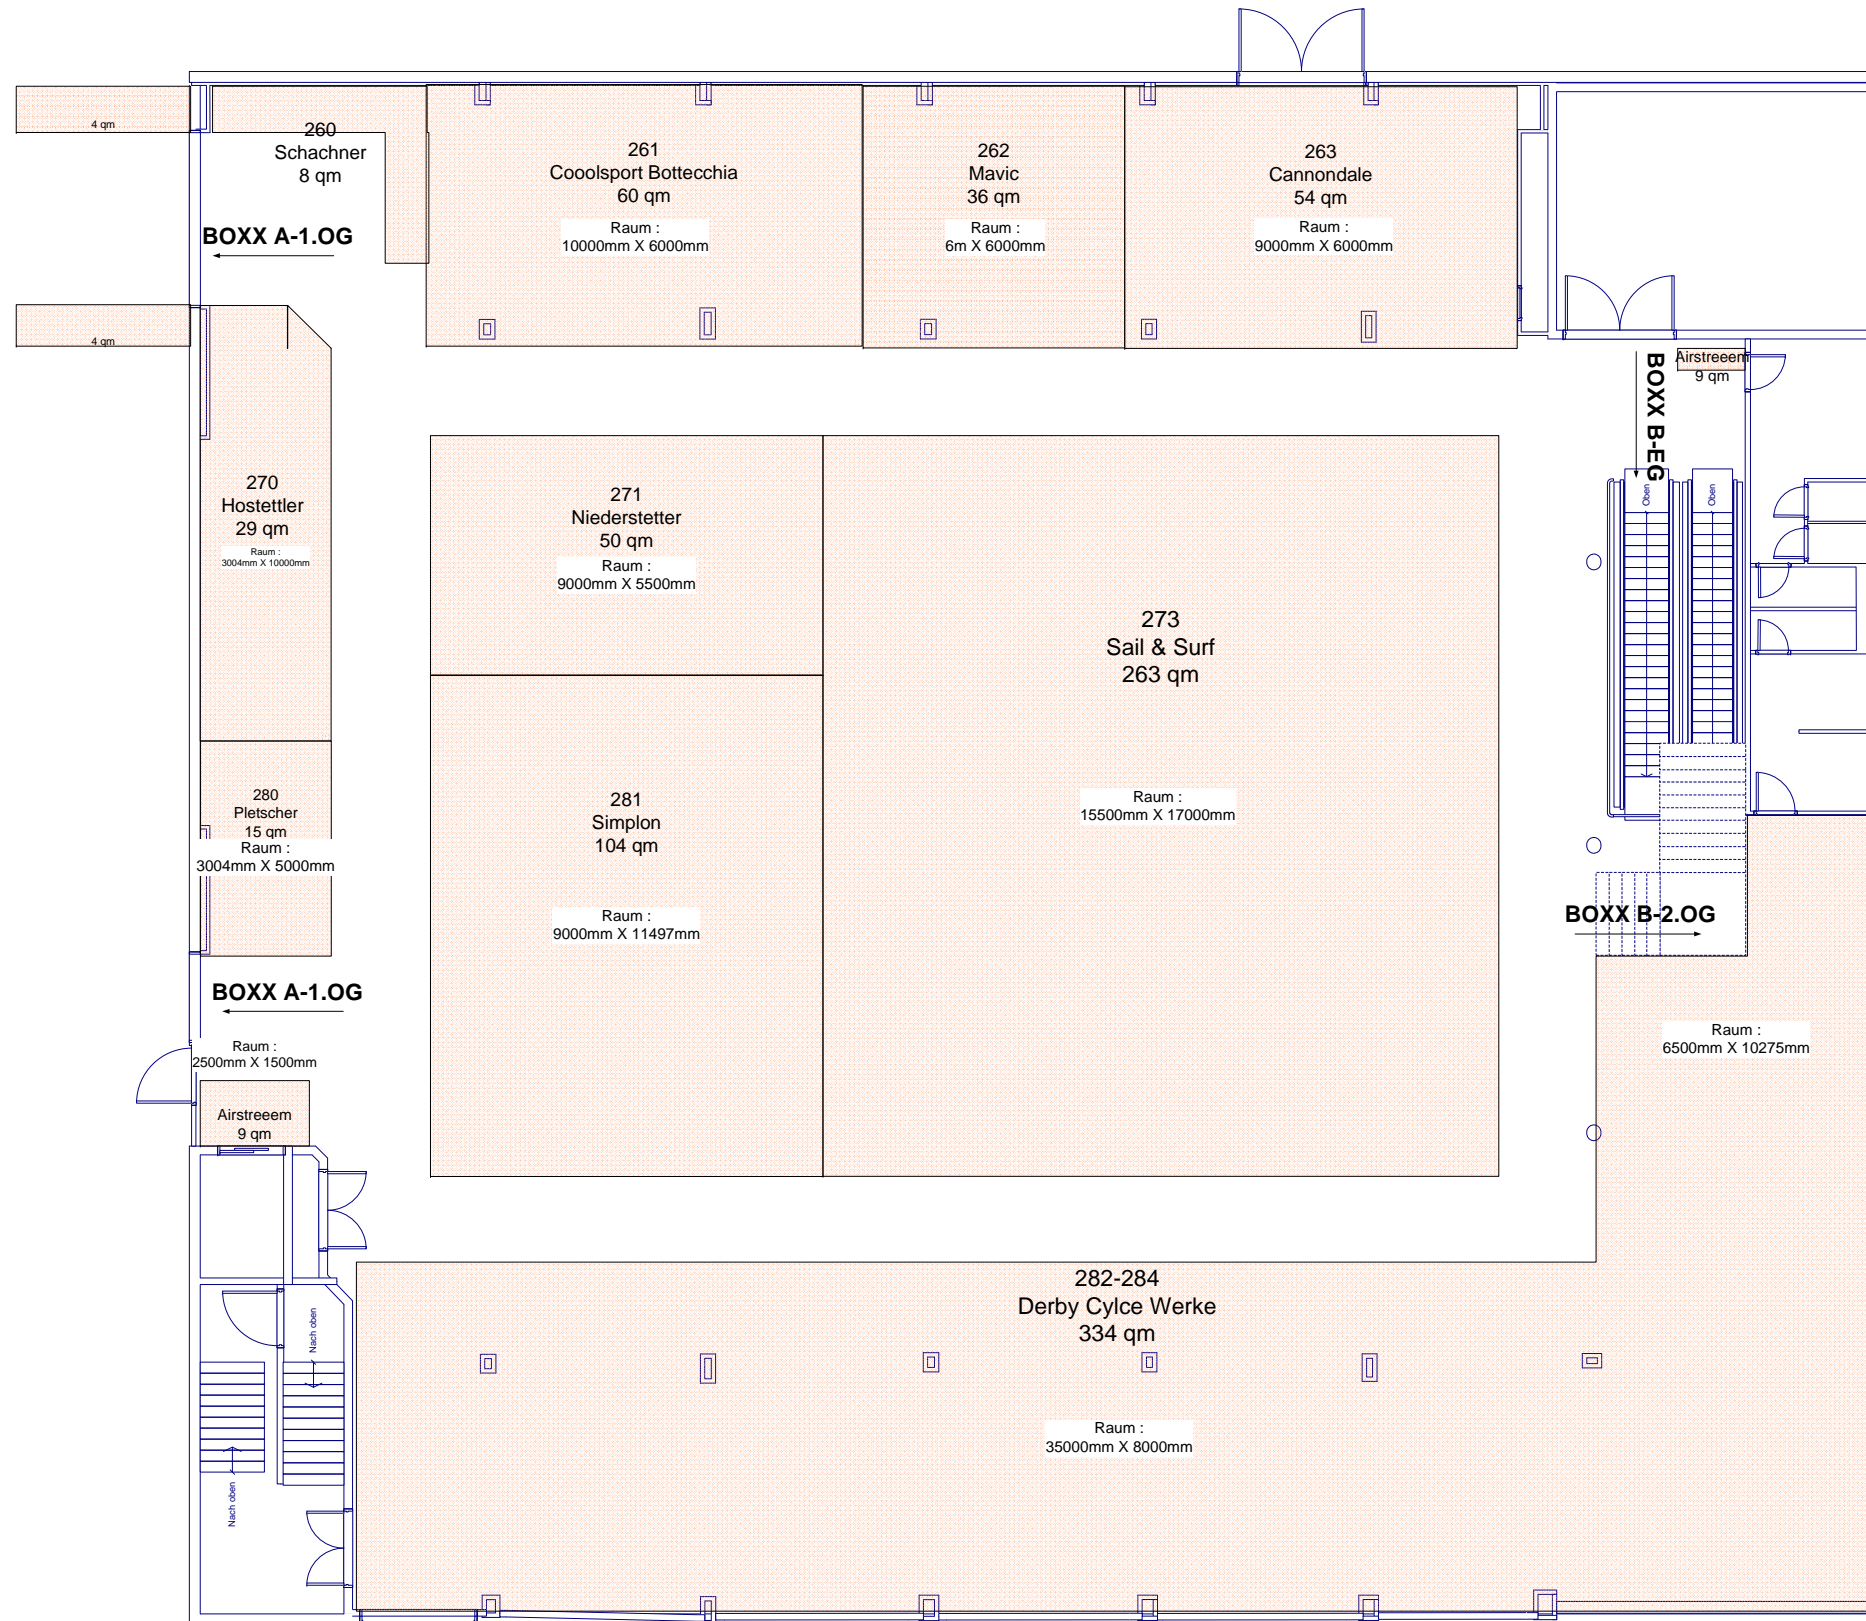 4 qm
260
Schachner
8 qm
261
Cooolsport Bottecchia
60 qm
Raum :
10000mm X 6000mm
262
Mavic
36 qm
Raum :
6m X 6000mm
263
Cannondale
54 qm
Raum :
9000mm X 6000mm
BOXX A-1.OG
4 qm
BOXX B-EG
Airstreeem
9 qm
270
Hostettler
29 qm
Raum :
3004mm X 10000mm
271
Niederstetter
50 qm
Raum :
9000mm X 5500mm
273
Sail & Surf
263 qm
Raum :
15500mm X 17000mm
Oben
Oben
280
Pletscher
15 qm
Raum :
3004mm X 5000mm
281
Simplon
104 qm
Raum :
9000mm X 11497mm
BOXX B-2.OG
BOXX A-1.OG
Raum :
2500mm X 1500mm
Airstreeem
9 qm
Raum :
6500mm X 10275mm
282-284
Derby Cylce Werke
334 qm
Raum :
35000mm X 8000mm
Nach oben
Nach oben